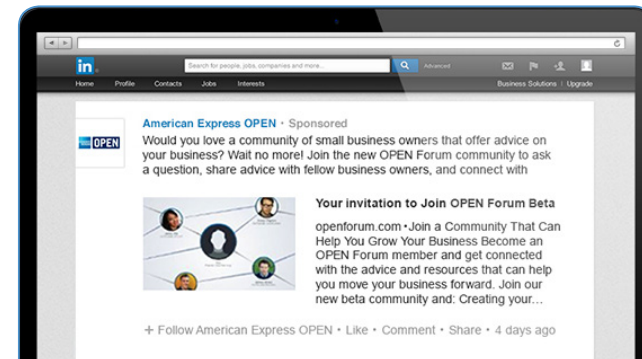 in
Search for people, jobs, companies and more...
Advanced
Home Profile Contacts Jobs Interests
Business Solutions | Upgrade
American Express OPEN • Sponsored
OPEN
Would you love a community of small business owners that offer advice on
your business? Wait no more! Join the new OPEN Forum community to ask
a question, share advice with fellow business owners, and connect with
Your invitation to Join OPEN Forum Beta
openforum.com • Join a Community That Can
Help You Grow Your Business Become an
OPEN Forum member and get connected
with the advice and resources that can help
you move your business forward. Join our
new beta community and: Creating your...
+ Follow American Express OPEN • Like • Comment • Share • 4 days ago